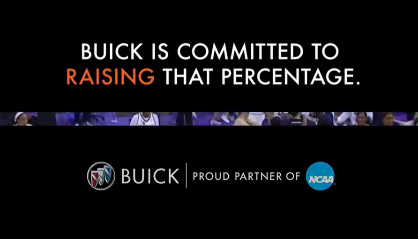 BUICK IS COMMITTED TO
RAISING THAT PERCENTAGE.
BUICK | PROUD PARTNER OF NCAA